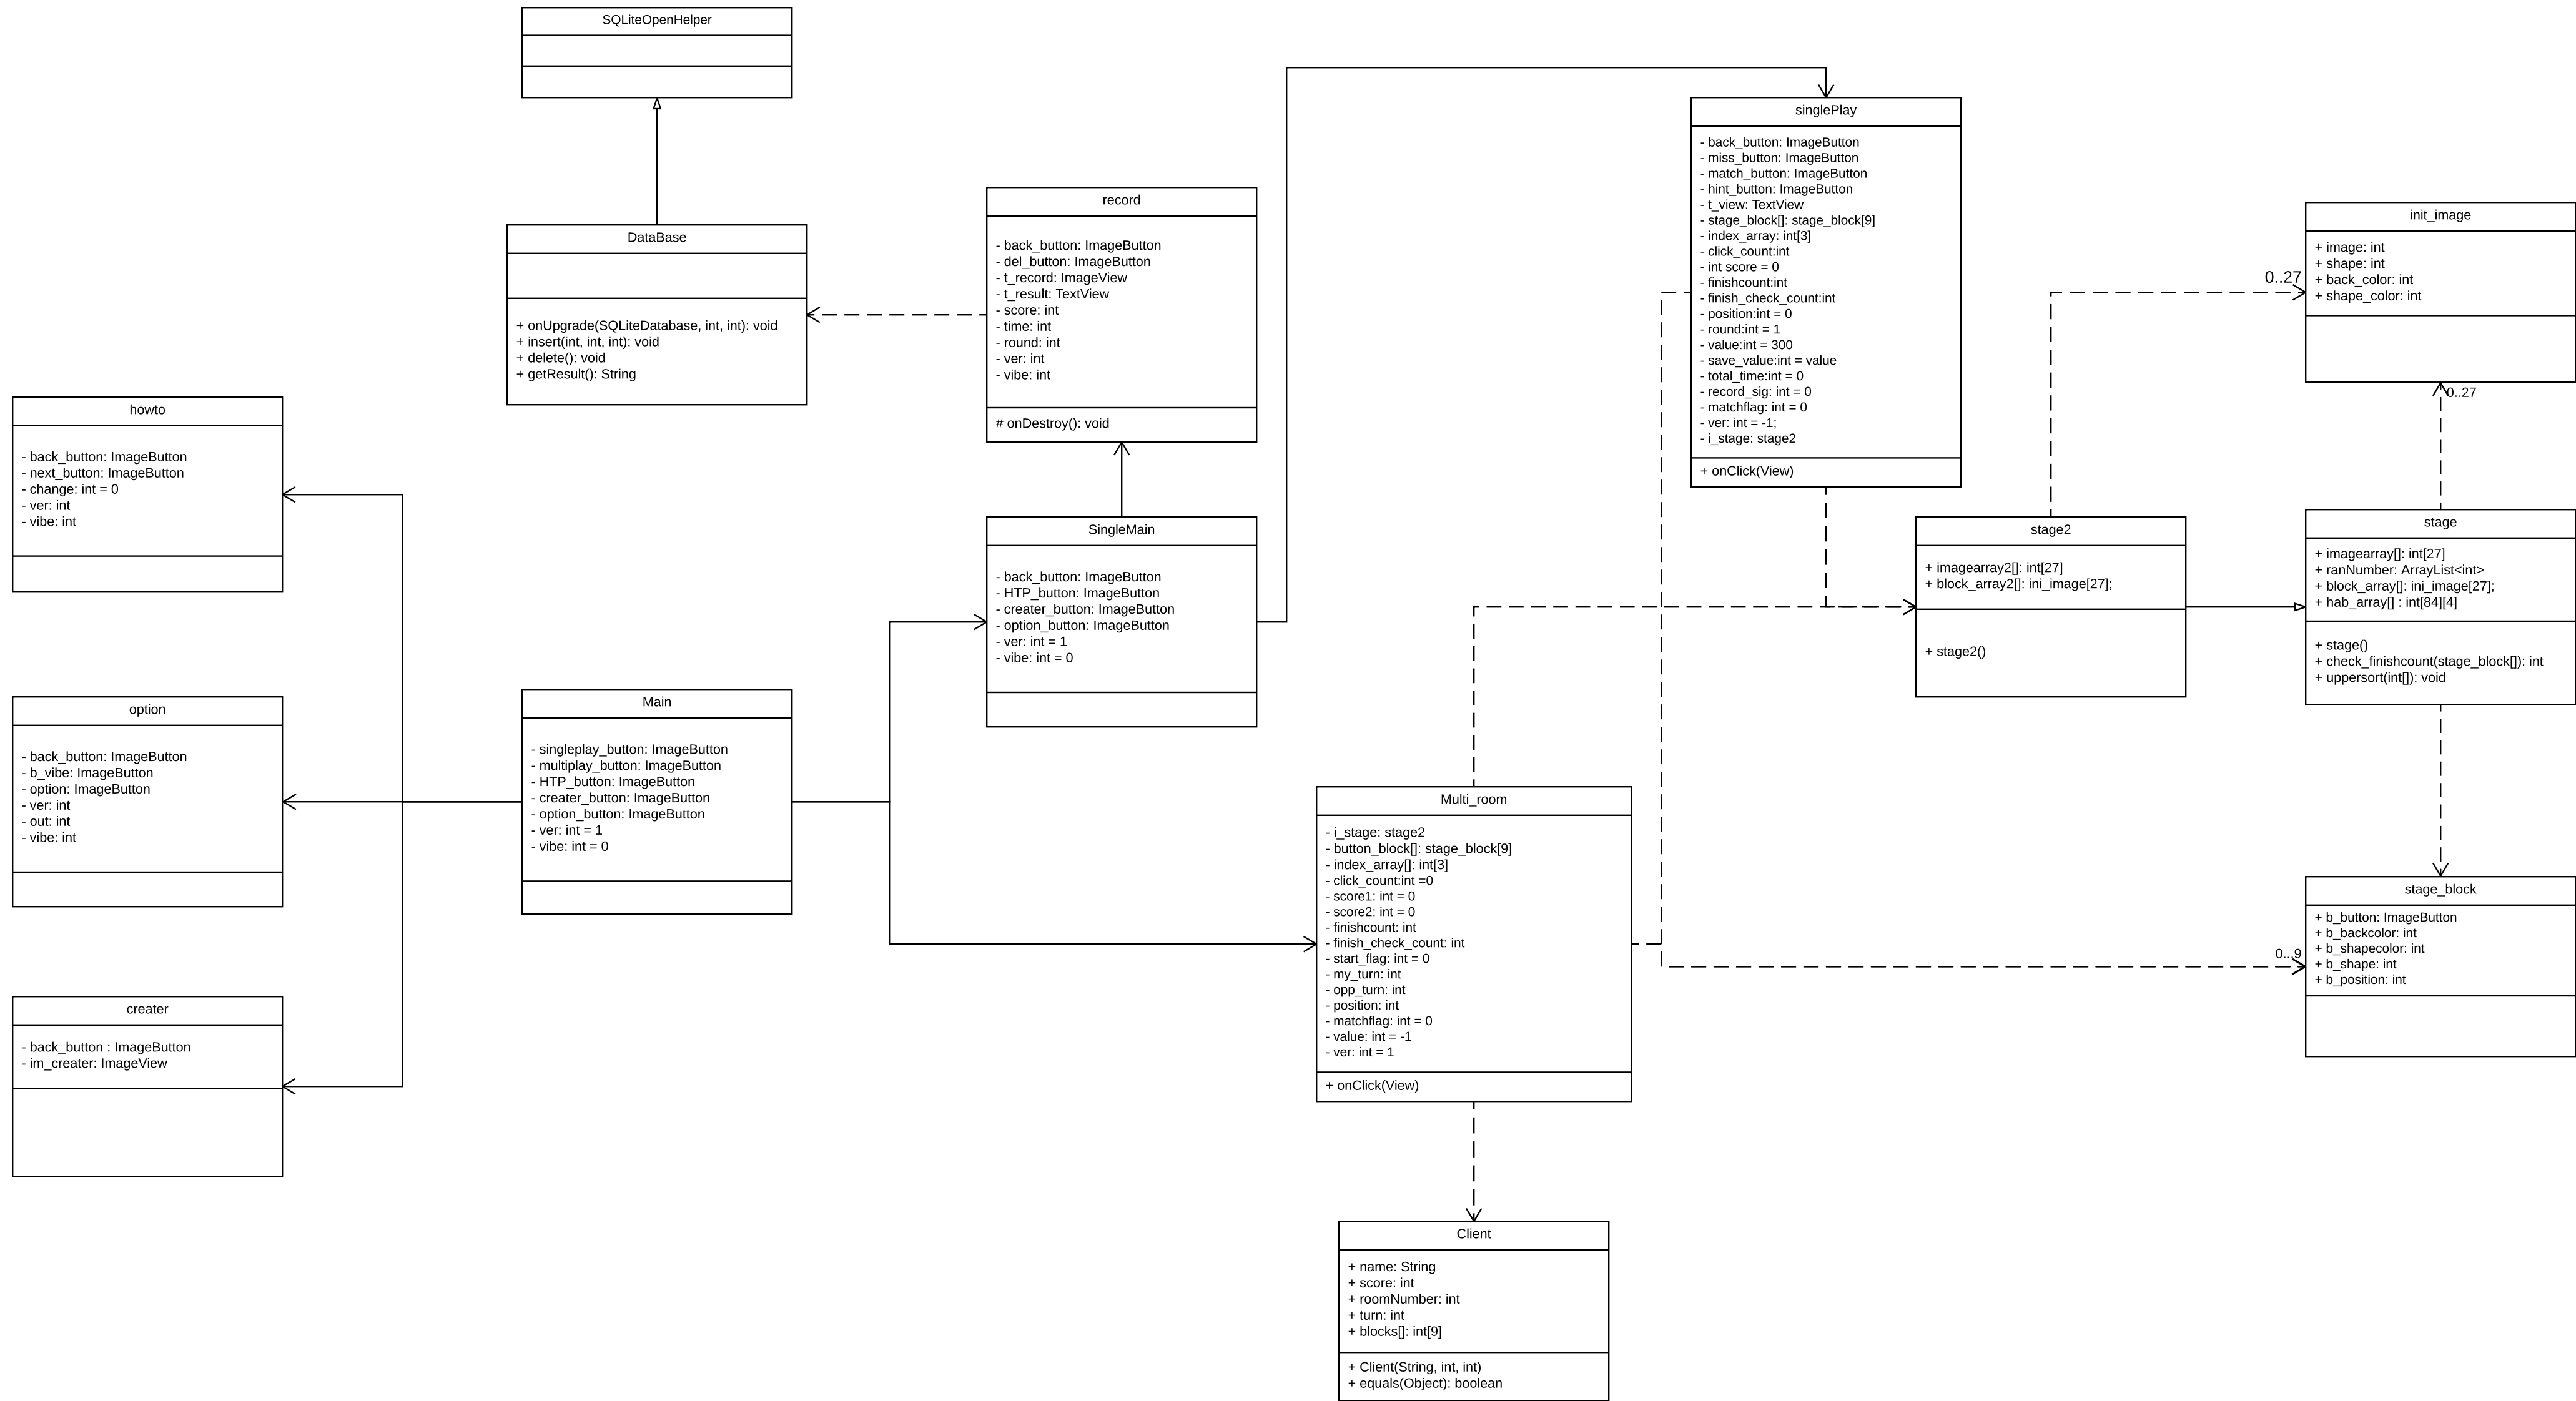 SQLiteOpenHelper
DataBase
+ onUpgrade(SQLiteDatabase, int, int): void
+ insert(int, int, int): void
+ delete(): void
+ getResult(): String
record
- back_button: ImageButton
- del_button: ImageButton
- t_record: ImageView
- t_result: TextView
- score: int
- time: int
- round: int
- ver: int
- vibe: int
# onDestroy(): void
singlePlay
- back_button: ImageButton
- miss_button: ImageButton
- match_button: ImageButton
- hint_button: ImageButton
- t_view: TextView
- stage_block[]: stage_block[9]
- index_array: int[3]
- click_count:int
- int score = 0
- finishcount:int
- finish_check_count:int
- position:int = 0
- round:int = 1
- value:int = 300
- save_value:int = value
- total_time:int = 0
- record_sig: int = 0
- matchflag: int = 0
- ver: int = -1;
- i_stage: stage2
+ onClick(View)
init_image
+ image: int
+ shape: int
+ back_color: int
+ shape_color: int
0..27
0..27
howto
- back_button: ImageButton
- next_button: ImageButton
- change: int = 0
- ver: int
- vibe: int
SingleMain
- back_button: ImageButton
- HTP_button: ImageButton
- creater_button: ImageButton
- option_button: ImageButton
- ver: int = 1
- vibe: int = 0
stage2
+ imagearray2[]: int[27]
+ block_array2[]: ini_image[27];
+ stage2()
stage
+ imagearray[]: int[27]
+ ranNumber: ArrayList<int>
+ block_array[]: ini_image[27];
+ hab_array[] : int[84][4]
+ stage()
+ check_finishcount(stage_block[]): int
+ uppersort(int[]): void
option
- back_button: ImageButton
- b_vibe: ImageButton
- option: ImageButton
- ver: int
- out: int
- vibe: int
Main
- singleplay_button: ImageButton
- multiplay_button: ImageButton
- HTP_button: ImageButton
- creater_button: ImageButton
- option_button: ImageButton
- ver: int = 1
- vibe: int = 0
Multi_room
- i_stage: stage2
- button_block[]: stage_block[9]
- index_array[]: int[3]
- click_count:int =0
- score1: int = 0
- score2: int = 0
- finishcount: int
- finish_check_count: int
- start_flag: int = 0
- my_turn: int
- opp_turn: int
- position: int
- matchflag: int = 0
- value: int = -1
- ver: int = 1
+ onClick(View)
stage_block
+ b_button: ImageButton
+ b_backcolor: int
+ b_shapecolor: int
+ b_shape: int
+ b_position: int
0...9
creater
- back_button : ImageButton
- im_creater: ImageView
Client
+ name: String
+ score: int
+ roomNumber: int
+ turn: int
+ blocks[]: int[9]
+ Client(String, int, int)
+ equals(Object): boolean